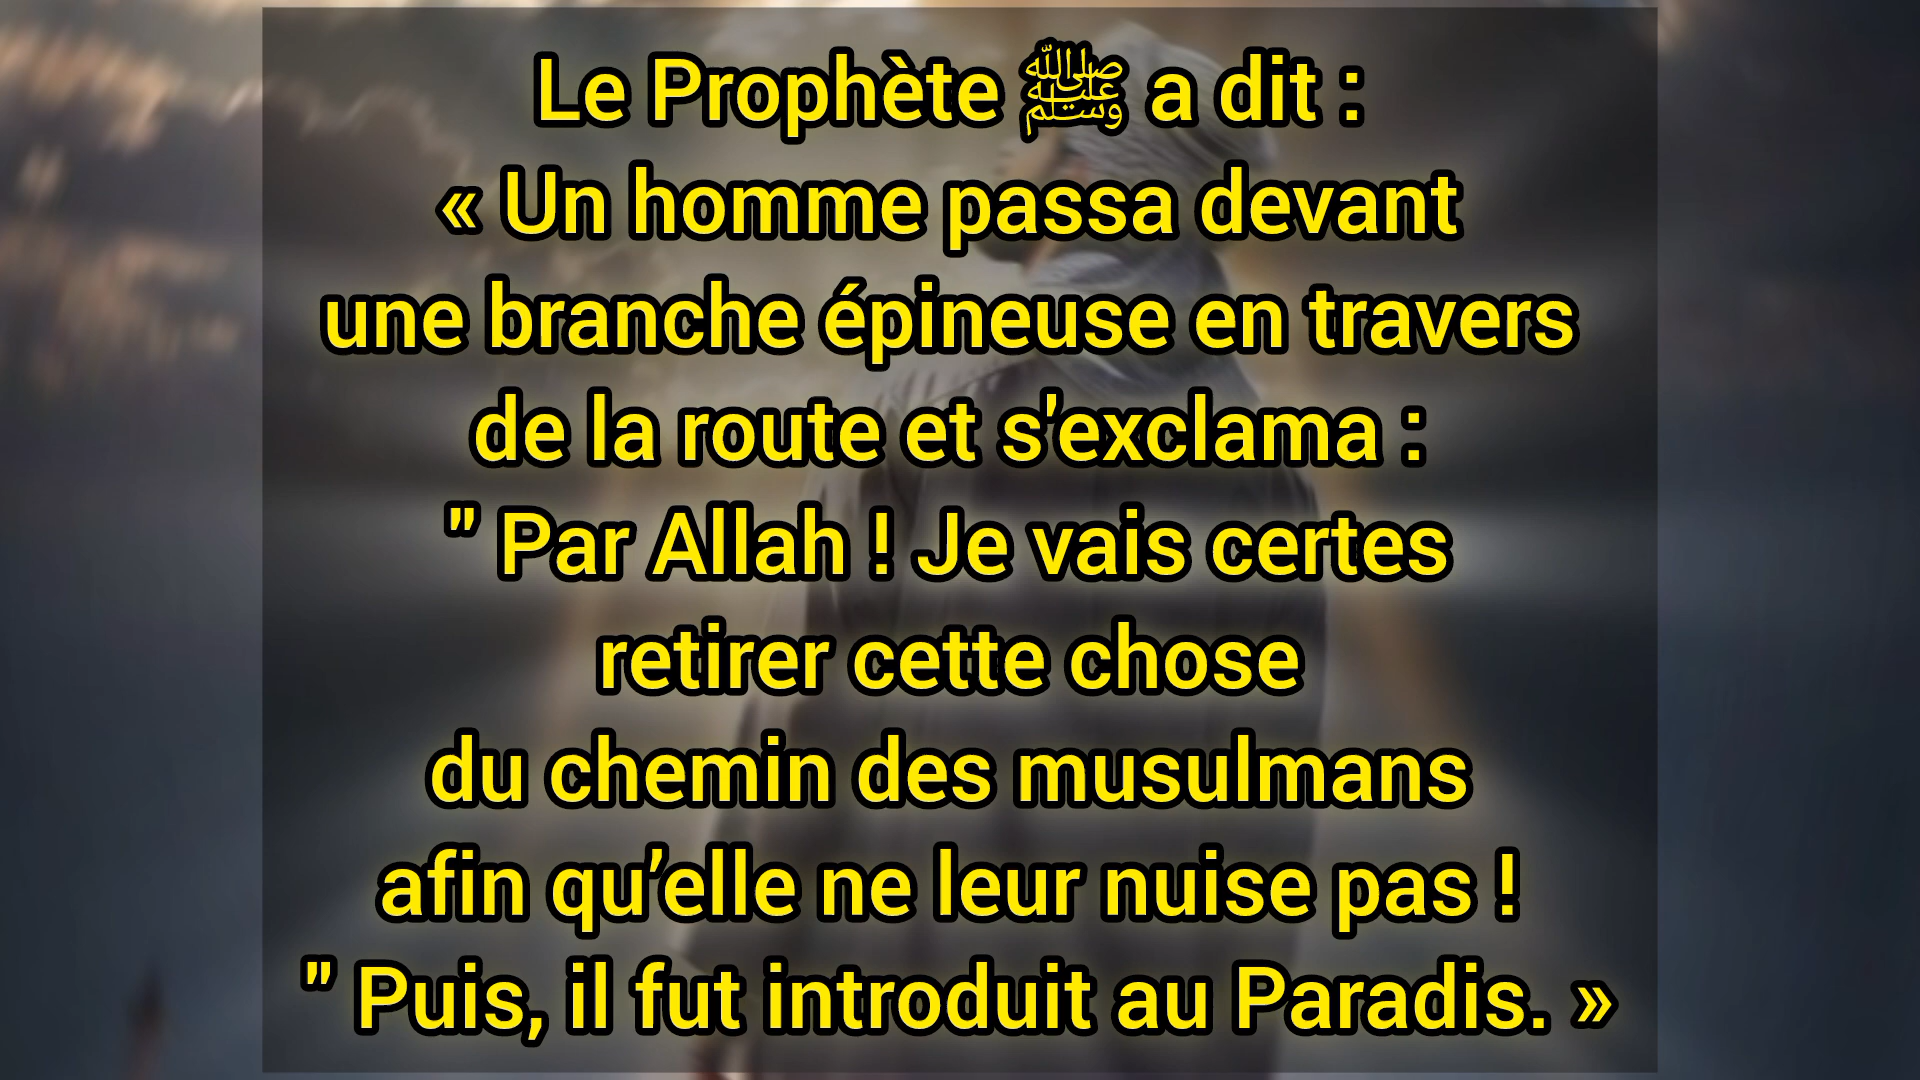 Le Prophète ﷺ a dit :
« Un homme passa devant
une branche épineuse en travers
de la route et s'exclama :
" Par Allah ! Je vais certes
retirer cette chose
du chemin des musulmans
afin qu’elle ne leur nuise pas !
" Puis, il fut introduit au Paradis. »